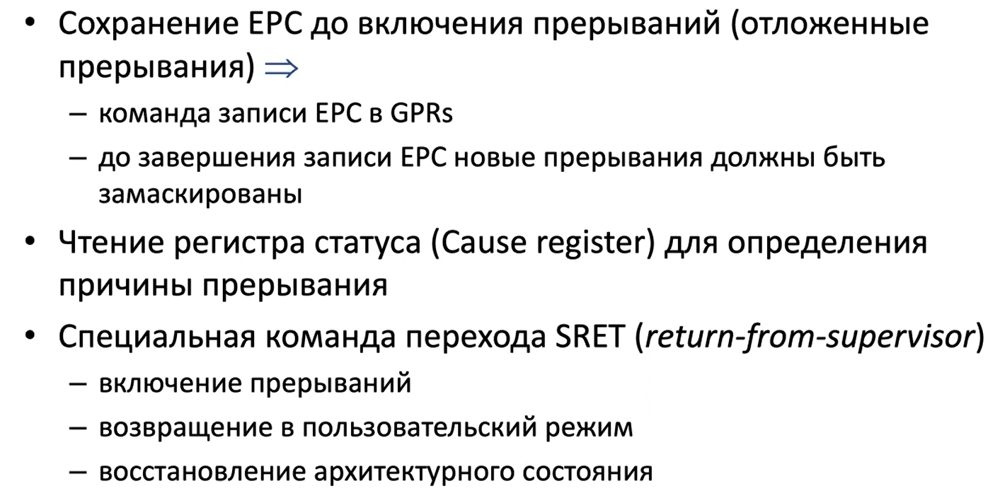 • Сохранение EPC до включения прерываний (отложенные
прерывания) ⇒
– команда записи EPC в GPRs
– до завершения записи EPC новые прерывания должны быть
замаскированы
• Чтение регистра статуса (Cause register) для определения
причины прерывания
• Специальная команда перехода SRET (return-from-supervisor)
– включение прерываний
– возвращение в пользовательский режим
– восстановление архитектурного состояния